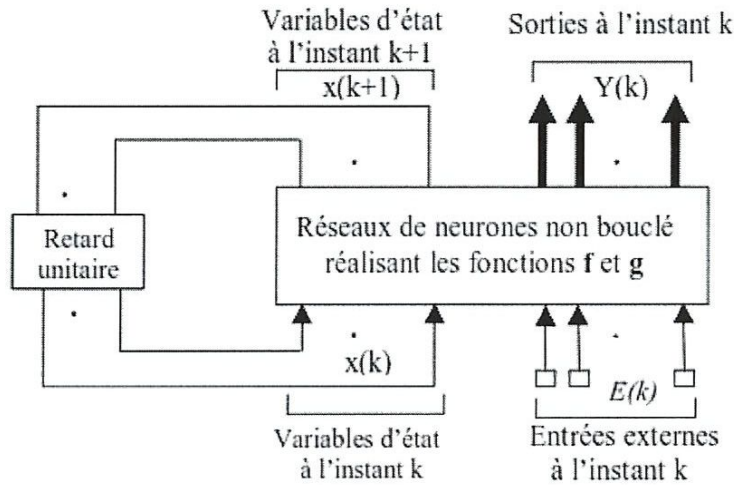 Variables d'état
à l'instant k+1
x(k+1)
Sorties à l'instant k
Y(k)
Retard
unitaire
Réseaux de neurones non bouclé
réalisant les fonctions f et g
x(k)
E(k)
Variables d'état
à l'instant k
Entrées externes
à l'instant k